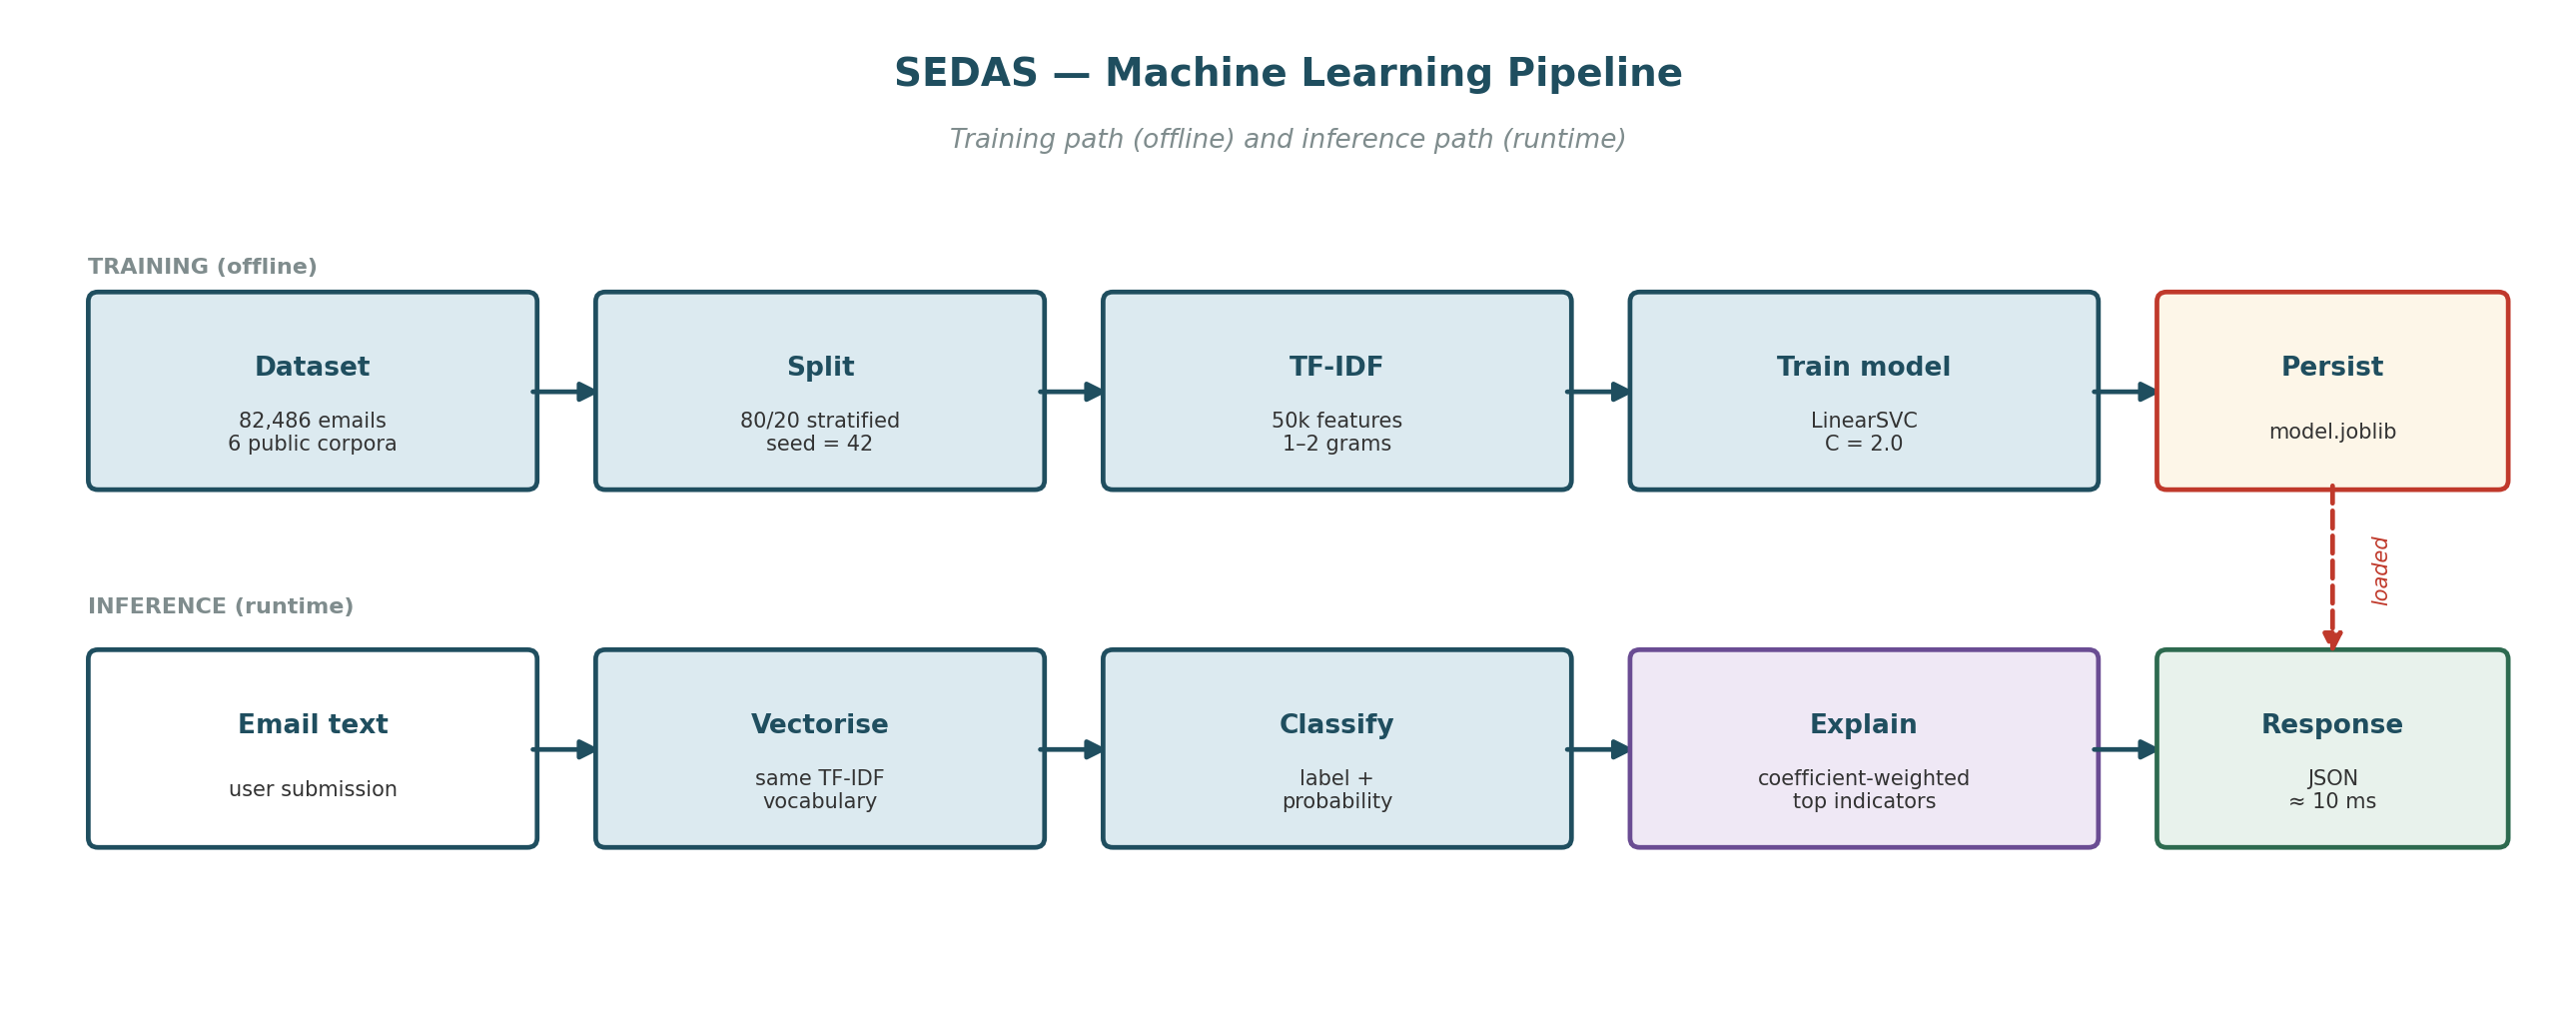 SEDAS — Machine Learning Pipeline
Training path (offline) and inference path (runtime)
TRAINING (offline)
Dataset
82,486 emails
6 public corpora
Split
80/20 stratified
seed = 42
TF-IDF
50k features
1–2 grams
Train model
LinearSVC
C = 2.0
Persist
model.joblib
loaded
INFERENCE (runtime)
Email text
user submission
Vectorise
same TF-IDF
vocabulary
Classify
label +
probability
Explain
coefficient-weighted
top indicators
Response
JSON
≈ 10 ms